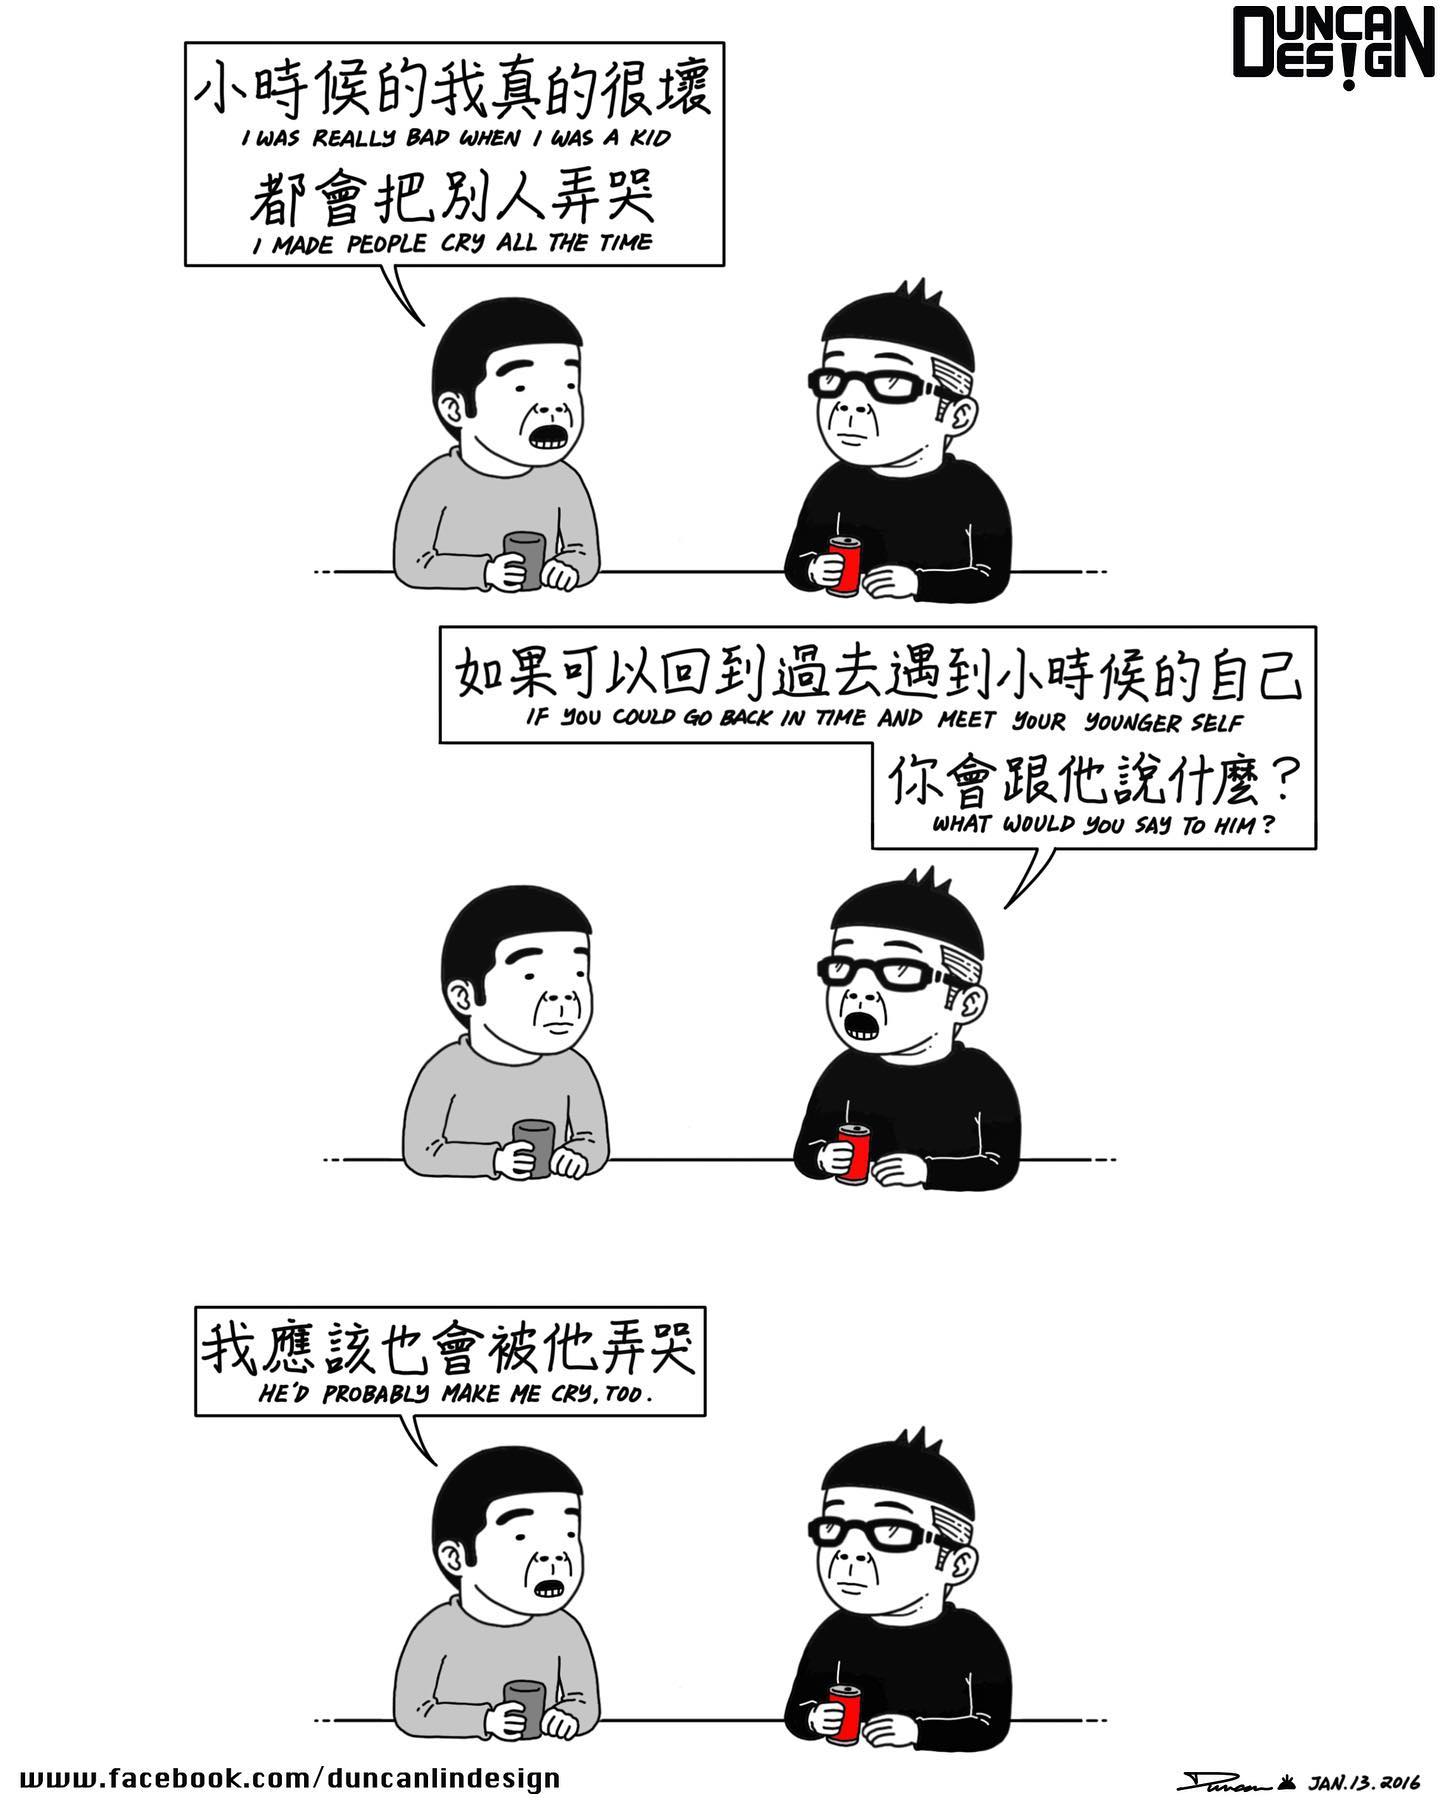 DUNCAN
DESIGN
小時候的我真的很壞
I WAS REALLY BAD WHEN I WAS A KID
都會把別人弄哭
I MADE PEOPLE CRY ALL THE TIME
如果可以回到過去遇到小時候的自己
IF YOU COULD GO BACK IN TIME AND MEET YOUR YOUNGER SELF
你會跟他說什麼？
WHAT WOULD YOU SAY TO HIM?
我應該也會被他弄哭
HE'D PROBABLY MAKE ME CRY, TOO.
www.facebook.com/duncanlindesign
Duncan JAN.13.2016